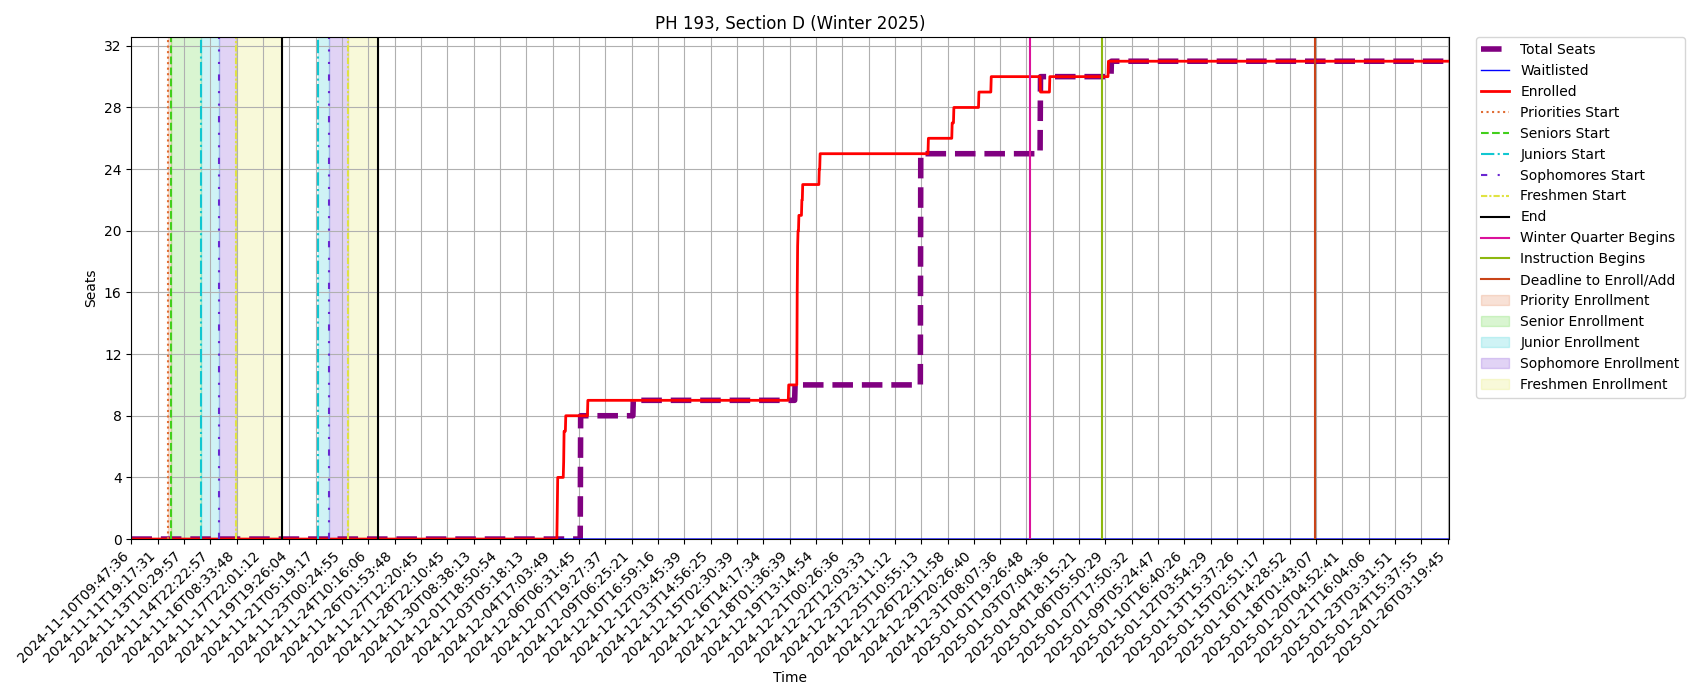 PH 193, Section D (Winter 2025)
Seats
32
28
24
20
16
12
8
4
0
2024-11-10T09:47:36
2024-11-11T19:17:31
2024-11-13T10:29:57
2024-11-14T22:22:57
2024-11-16T08:33:48
2024-11-17T22:01:12
2024-11-19T19:26:04
2024-11-21T05:19:17
2024-11-23T00:24:55
2024-11-24T10:16:06
2024-11-26T01:53:48
2024-11-27T12:20:45
2024-11-28T22:10:45
2024-11-30T08:38:13
2024-12-01T18:50:54
2024-12-03T05:18:13
2024-12-04T17:03:49
2024-12-06T06:31:45
2024-12-07T19:27:37
2024-12-09T06:25:21
2024-12-10T16:59:16
2024-12-12T03:45:39
2024-12-13T14:56:25
2024-12-15T02:30:39
2024-12-16T14:17:34
2024-12-18T01:36:39
2024-12-19T13:14:54
2024-12-21T00:26:36
2024-12-22T12:03:33
2024-12-23T23:11:12
2024-12-25T10:55:13
2024-12-26T22:11:58
2024-12-29T20:26:40
2024-12-31T08:07:36
2025-01-01T19:26:48
2025-01-03T07:04:36
2025-01-04T18:15:21
2025-01-06T05:50:29
2025-01-07T17:50:32
2025-01-09T05:24:47
2025-01-10T16:40:26
2025-01-12T03:54:29
2025-01-13T15:37:26
2025-01-15T02:51:17
2025-01-16T14:28:52
2025-01-18T01:43:07
2025-01-20T04:52:41
2025-01-21T16:04:06
2025-01-23T03:31:51
2025-01-24T15:37:55
2025-01-26T03:19:45
Time
Total Seats
Waitlisted
Enrolled
Priorities Start
Seniors Start
Juniors Start
Sophomores Start
Freshmen Start
End
Winter Quarter Begins
Instruction Begins
Deadline to Enroll/Add
Priority Enrollment
Senior Enrollment
Junior Enrollment
Sophomore Enrollment
Freshmen Enrollment